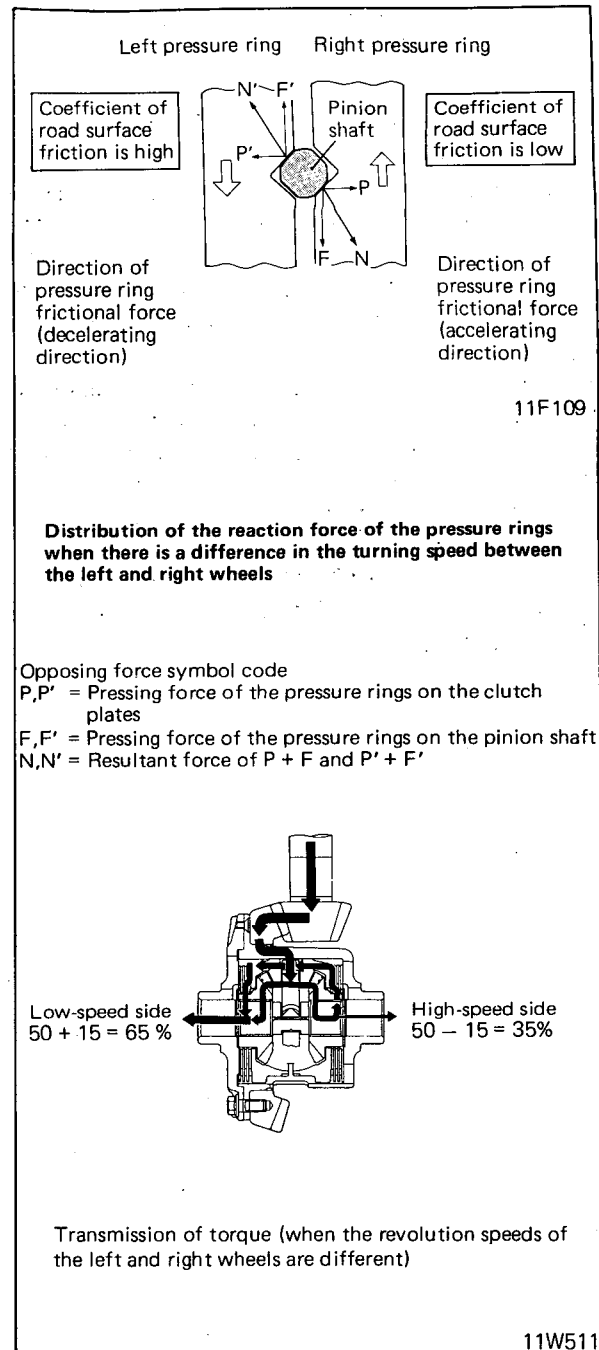 Left pressure ring Right pressure ring
N' F'
Coefficient of
road surface
friction is high
Pinion
shaft
Coefficient of
road surface
friction is low
P'
P
F N
Direction of
pressure ring
frictional force
(decelerating
direction)
Direction of
pressure ring
frictional force
(accelerating
direction)
11F109
Distribution of the reaction force of the pressure rings
when there is a difference in the turning speed between
the left and right wheels
Opposing force symbol code
P,P' = Pressing force of the pressure rings on the clutch
plates
F,F' = Pressing force of the pressure rings on the pinion shaft
N,N' = Resultant force of P + F and P' + F'
Low-speed side
50 + 15 = 65 %
High-speed side
50 – 15 = 35%
Transmission of torque (when the revolution speeds of
the left and right wheels are different)
11W511